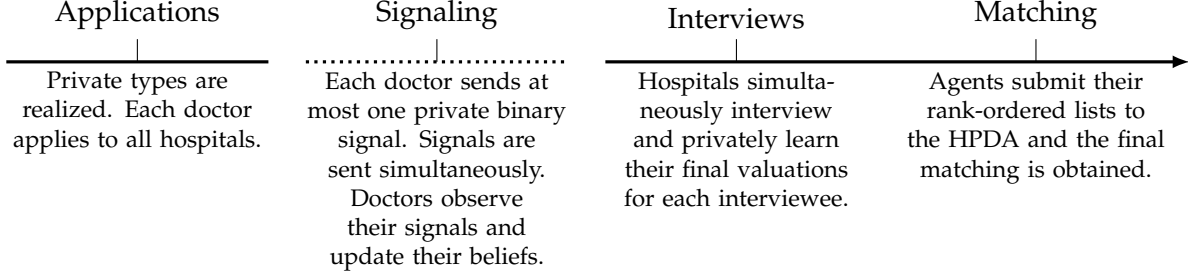 Applications
Private types are
realized. Each doctor
applies to all hospitals.
Signaling
Each doctor sends at
most one private binary
signal. Signals are
sent simultaneously.
Doctors observe
their signals and
update their beliefs.
Interviews
Hospitals simulta-
neously interview
and privately learn
their final valuations
for each interviewee.
Matching
Agents submit their
rank-ordered lists to
the HPDA and the final
matching is obtained.